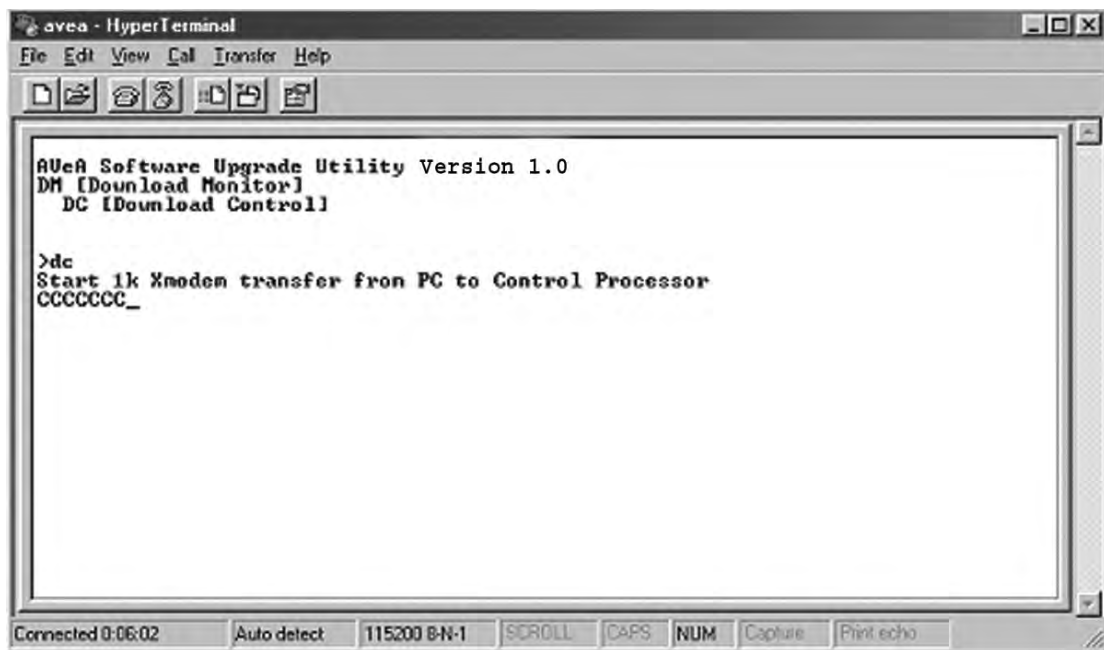 avea - HyperTerminal
File Edit View Call Transfer Help
AVeA Software Upgrade Utility Version 1.0
DM [Download Monitor]
DC [Download Control]
>dc
Start 1k Xmodem transfer from PC to Control Processor
CCCCCCC_
Connected 0:06:02 Auto detect 115200 8-N-1 SCROLL CAPS NUM Capture Print echo